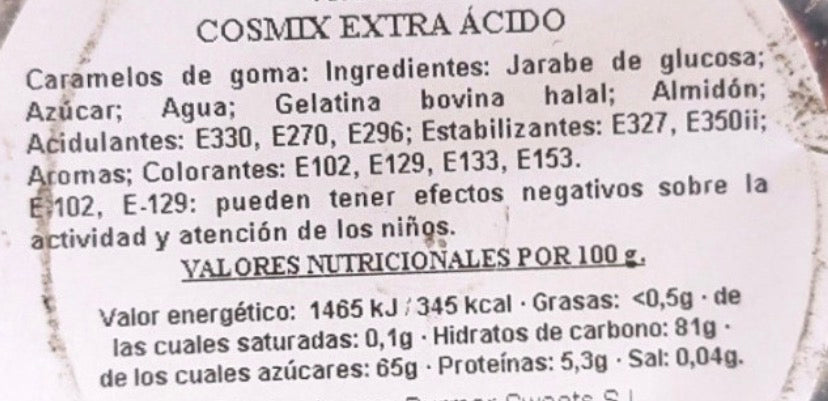 COSMIX EXTRA ÁCIDO
Caramelos de goma: Ingredientes: Jarabe de glucosa;
Azúcar; Agua; Gelatina bovina halal; Almidón;
Acidulantes: E330, E270, E296; Estabilizantes: E327, E350ii;
Aromas; Colorantes: E102, E129, E133, E153.
E-102, E-129: pueden tener efectos negativos sobre la
actividad y atención de los niños.
VALORES NUTRICIONALES POR 100 g.
Valor energético: 1465 kJ / 345 kcal · Grasas: <0,5g · de
las cuales saturadas: 0,1g · Hidratos de carbono: 81g ·
de los cuales azúcares: 65g · Proteínas: 5,3g · Sal: 0,04g.
Sweets S.L.